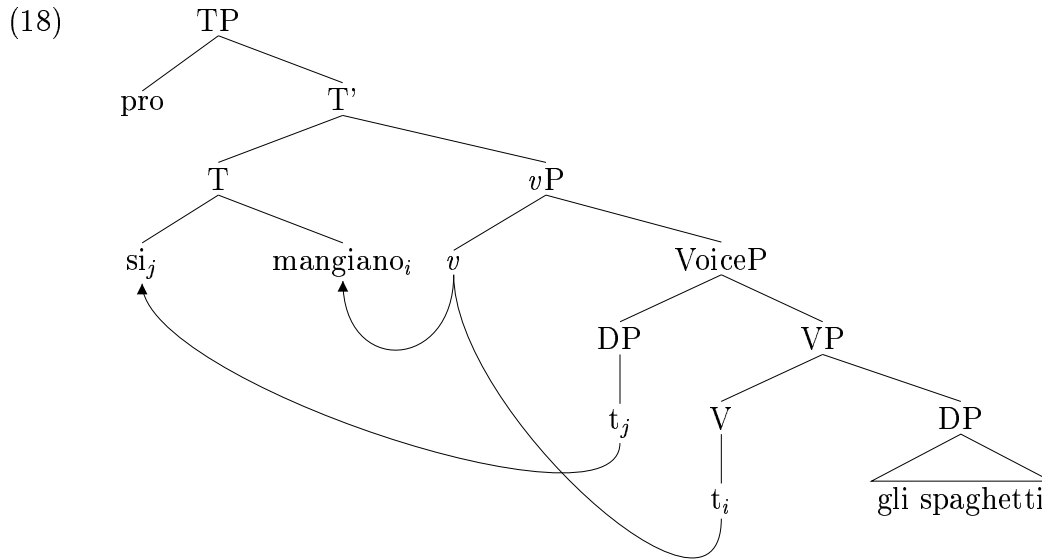 (18) TP
pro T'
T vP
si_j mangiano_i v VoiceP
DP VP
t_j V DP
t_i gli spaghetti